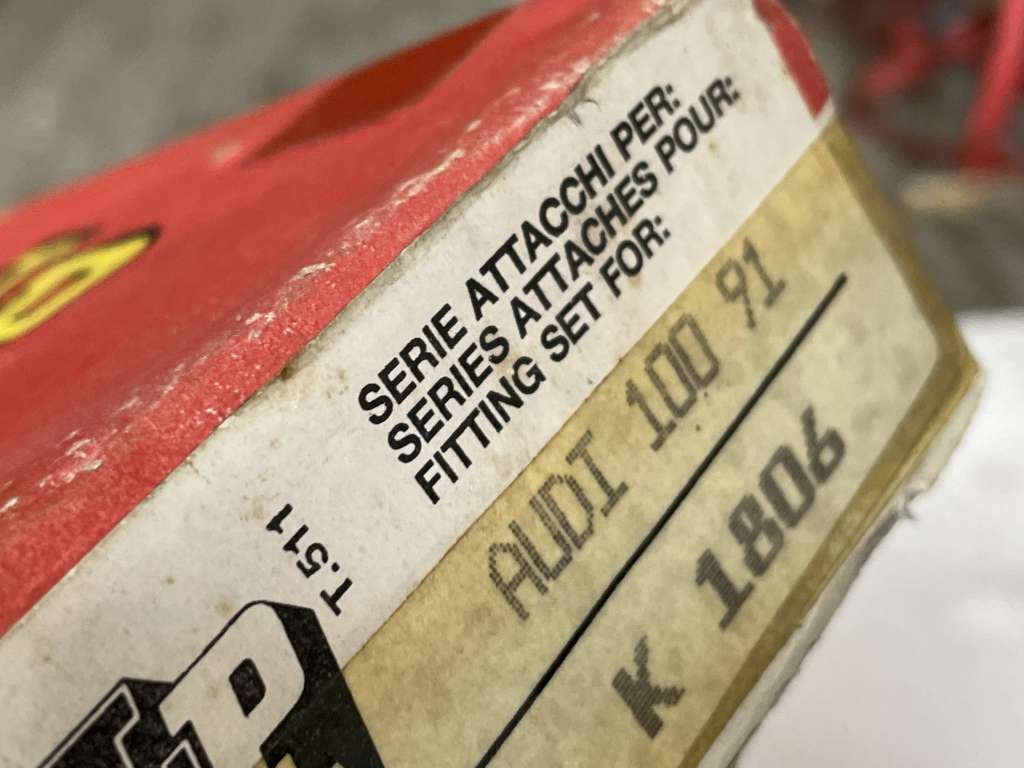 SERIE ATTACCHI PER:
SERIES ATTACHES POUR:
FITTING SET FOR:
T.511
AUDI 100 91
K 1806